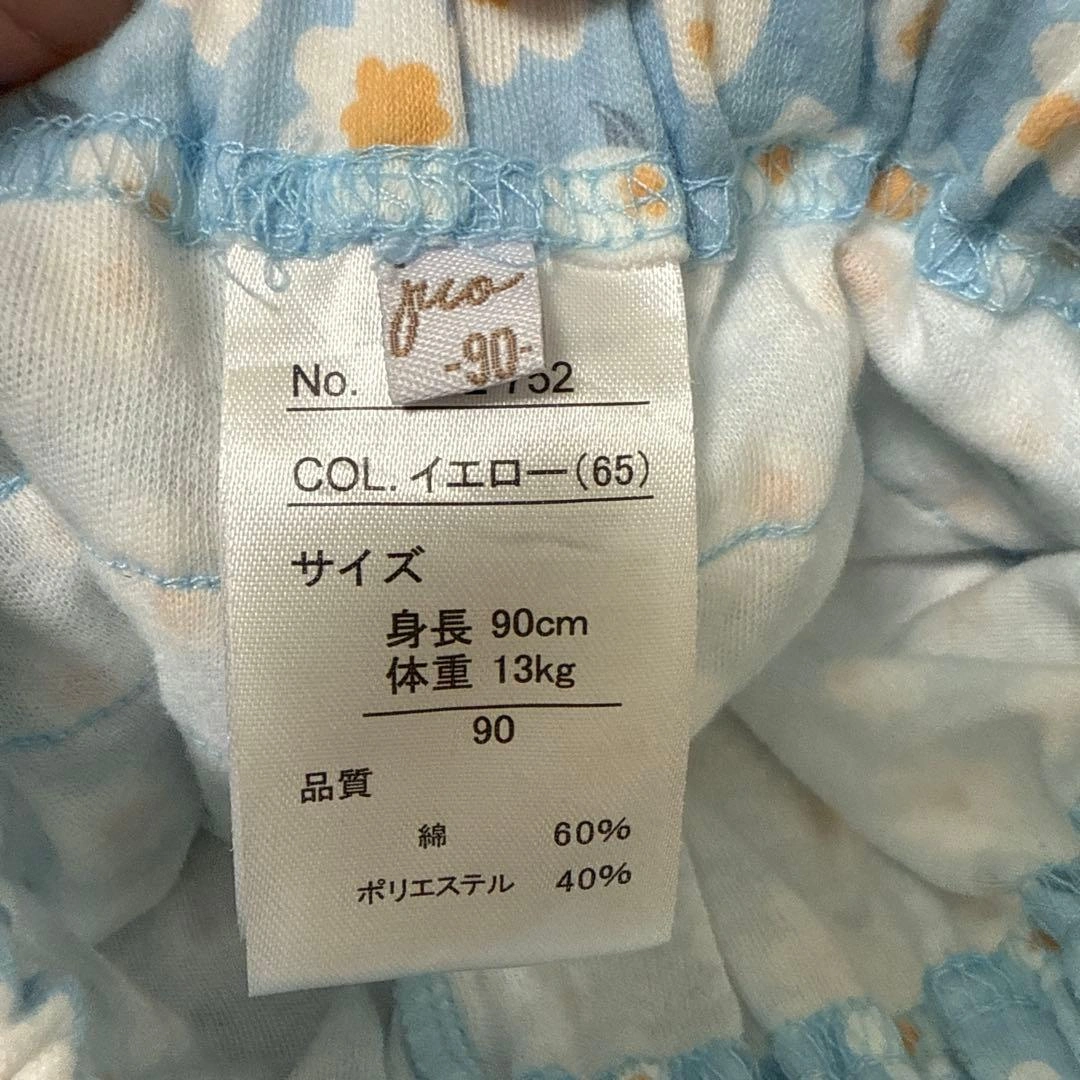 -90-
No. 752
COL. イエロー(65)
サイズ
身長 90cm
体重 13kg
90
品質
綿 60%
ポリエステル 40%